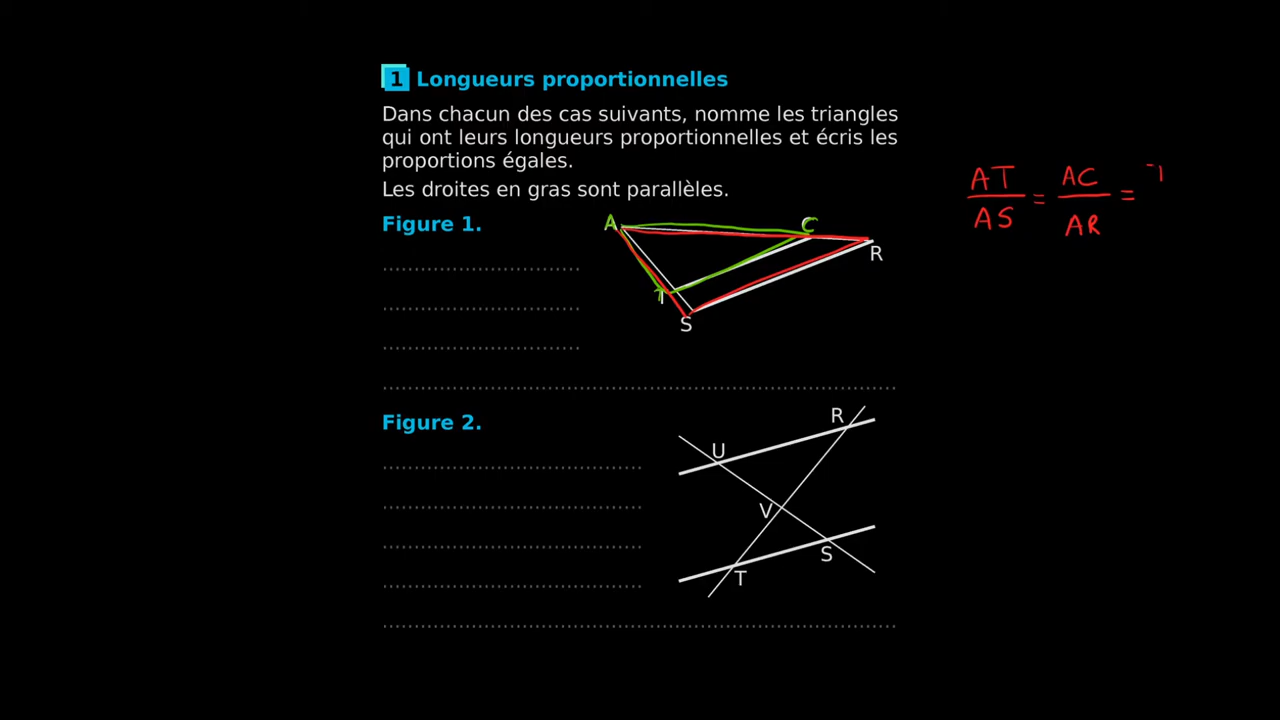 1 Longueurs proportionnelles
Dans chacun des cas suivants, nomme les triangles
qui ont leurs longueurs proportionnelles et écris les
proportions égales.
Les droites en gras sont parallèles.
Figure 1.
A
C
R
T
S
AT/AS = AC/AR =
Figure 2.
R
U
V
S
T